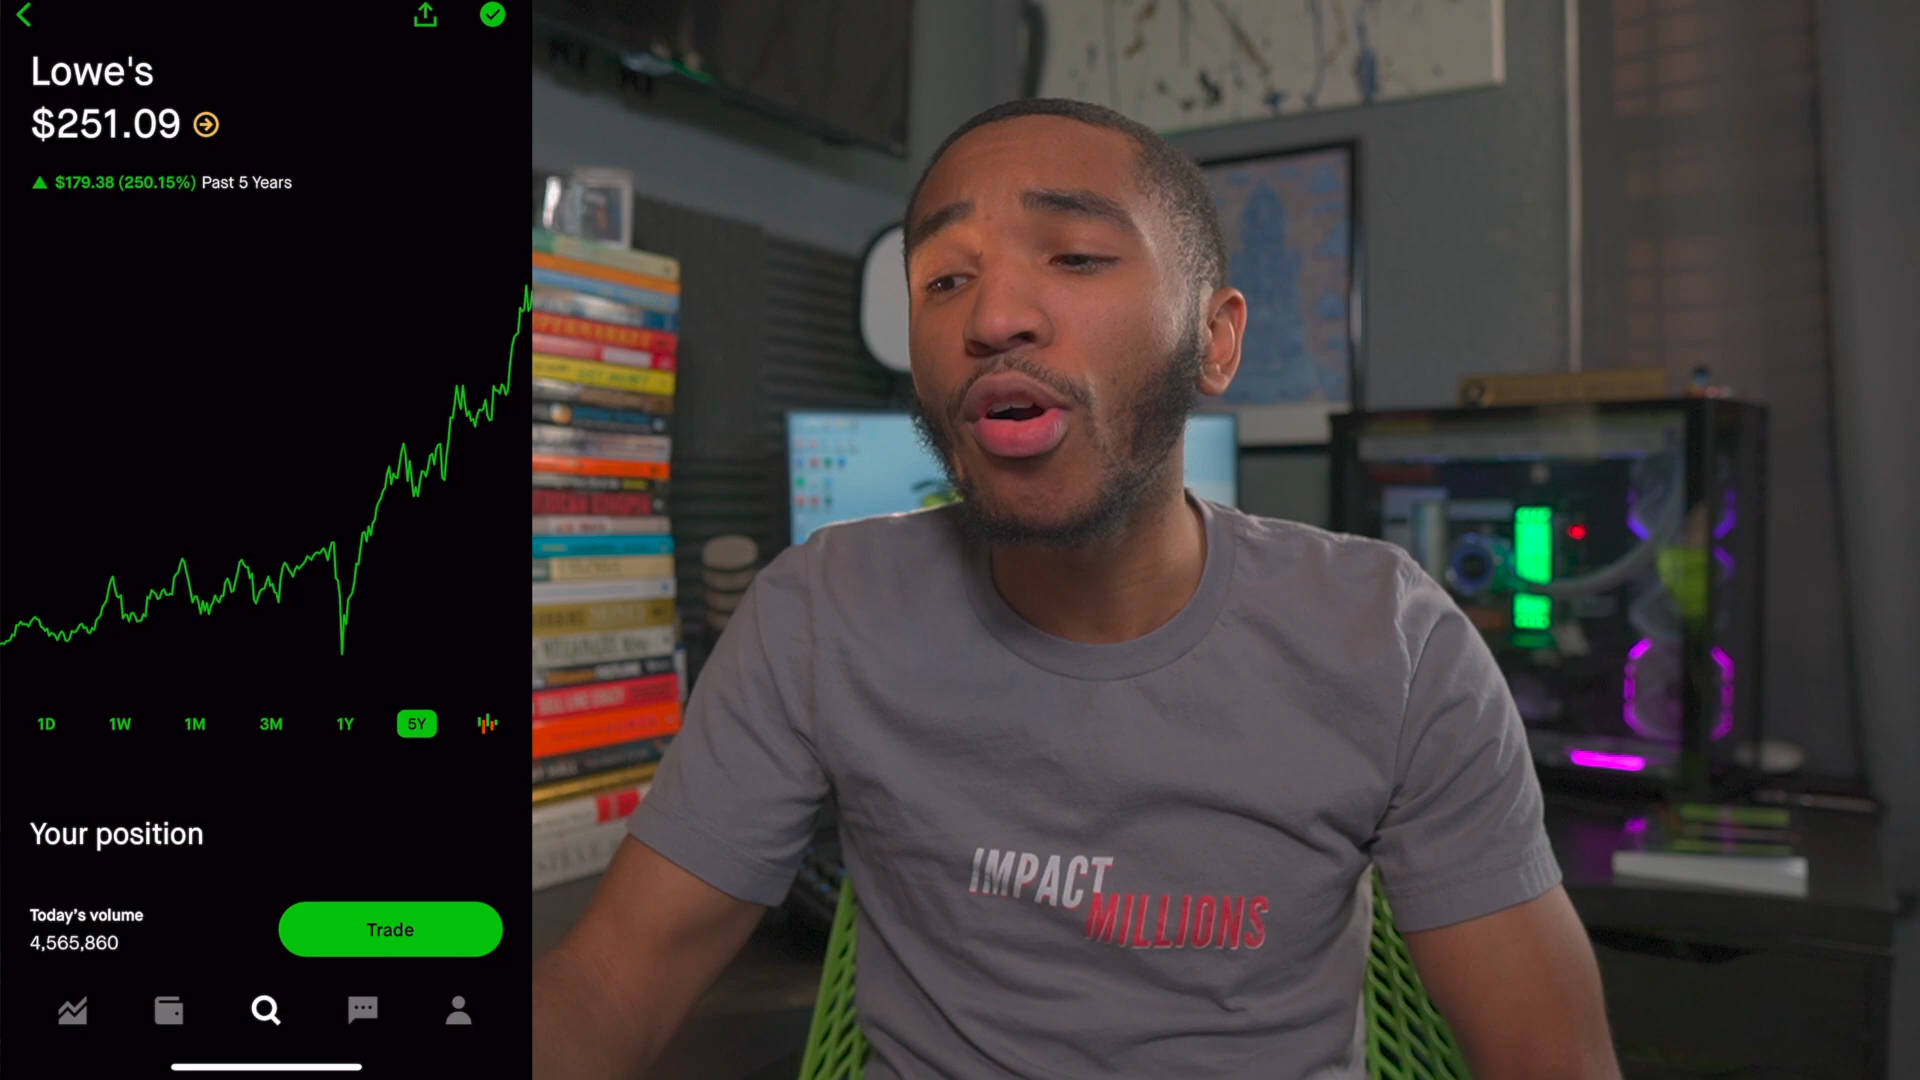 Lowe's
$251.09
$179.38 (250.15%) Past 5 Years
1D 1W 1M 3M 1Y 5Y
Your position
Today's volume
4,565,860
Trade
IMPACT
MILLIONS